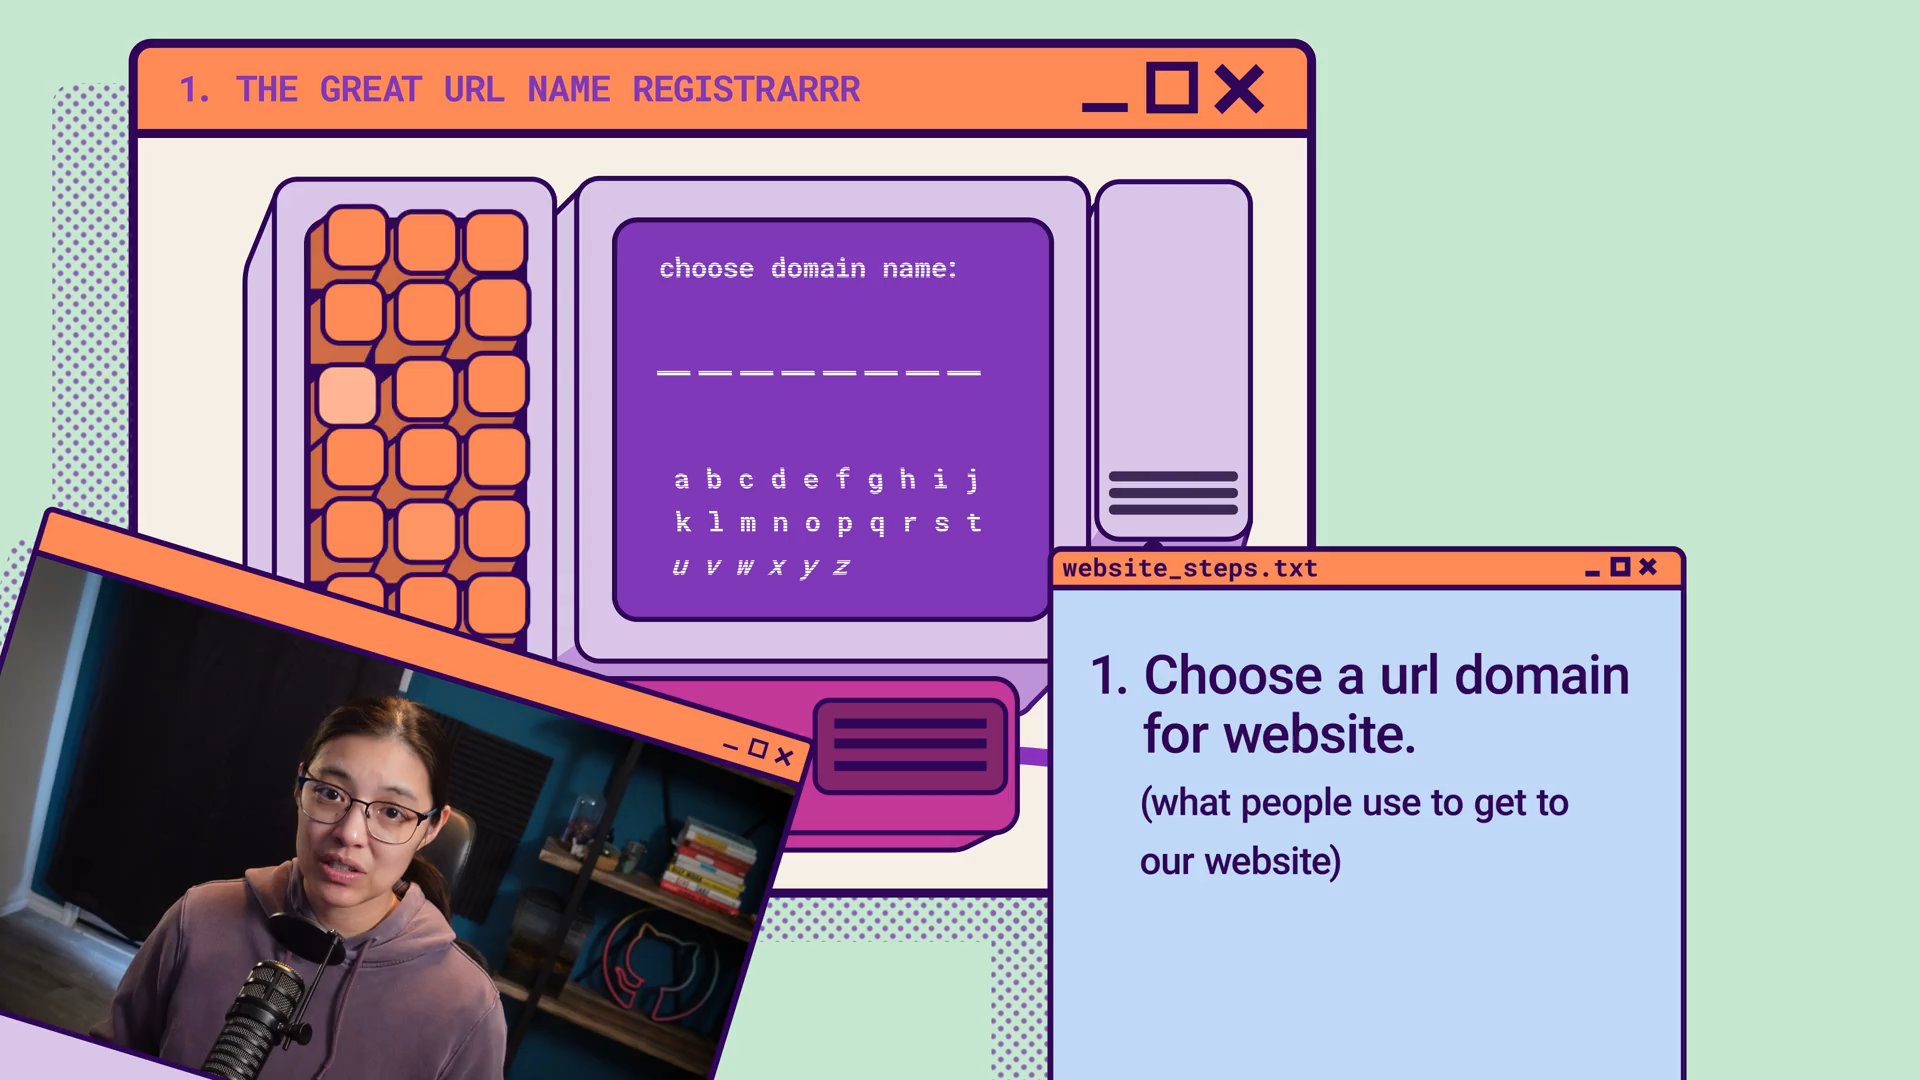 1. THE GREAT URL NAME REGISTRARRR
choose domain name:
a b c d e f g h i j
k l m n o p q r s t
u v w x y z
website_steps.txt
1. Choose a url domain
for website.
(what people use to get to
our website)